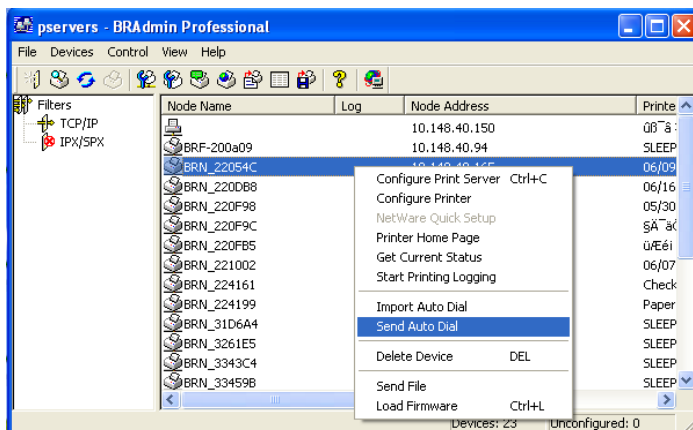 pservers - BRAdmin Professional
File Devices Control View Help
Filters
TCP/IP
IPX/SPX
Node Name Log Node Address Printe
10.148.40.150
BRF-200a09 10.148.40.94 SLEEP
BRN_22054C 06/09
BRN_220DB8 06/16
BRN_220F98 05/30
BRN_220F9C
BRN_220FB5 üÆéi
BRN_221002 06/07
BRN_224161 Check
BRN_224199 Paper
BRN_31D6A4 SLEEP
BRN_3261E5 SLEEP
BRN_3343C4 SLEEP
BRN_33459B SLEEP
Configure Print Server Ctrl+C
Configure Printer
NetWare Quick Setup
Printer Home Page
Get Current Status
Start Printing Logging
Import Auto Dial
Send Auto Dial
Delete Device DEL
Send File
Load Firmware Ctrl+L
Devices: 23 Unconfigured: 0